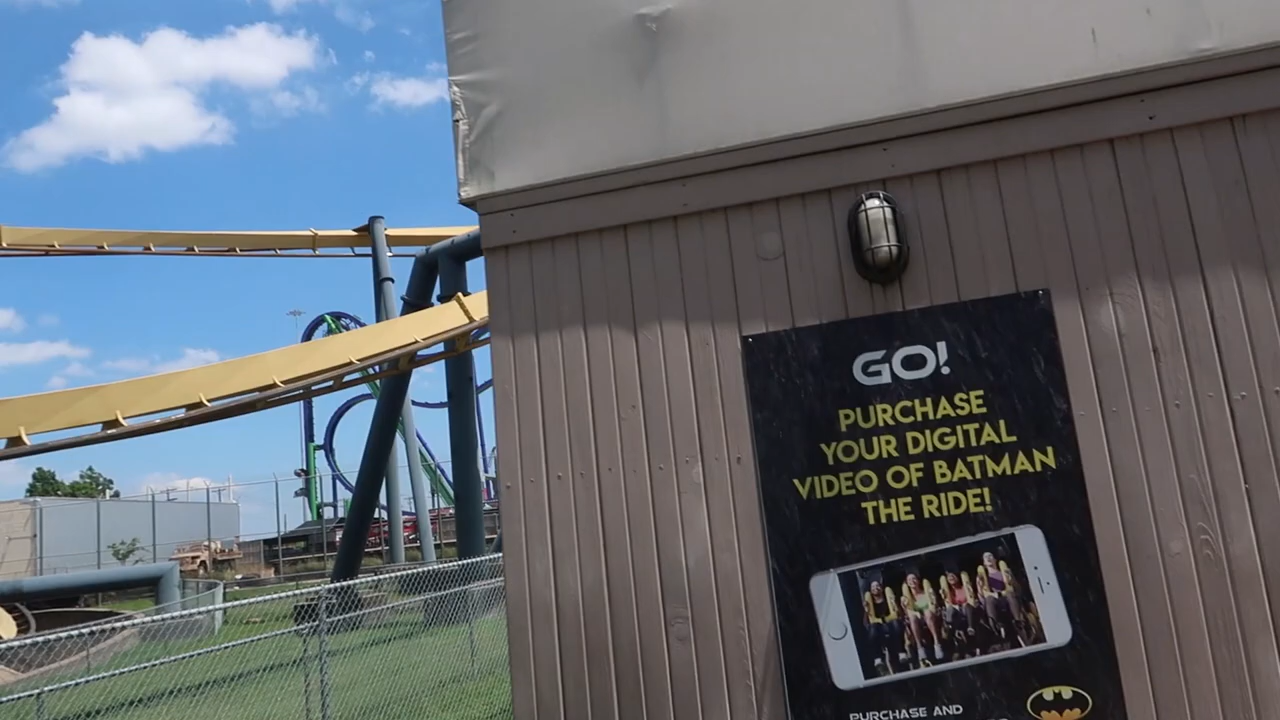 GO!
PURCHASE
YOUR DIGITAL
VIDEO OF BATMAN
THE RIDE!
PURCHASE AND